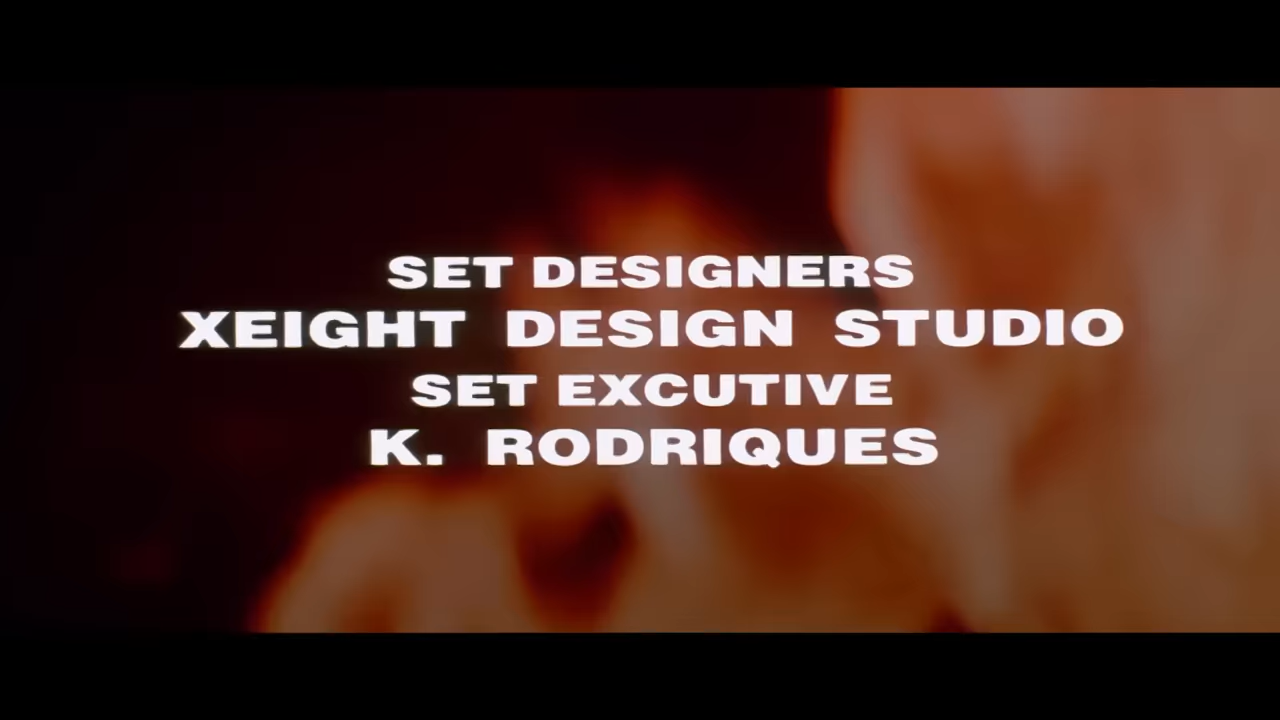 SET DESIGNERS
XEIGHT DESIGN STUDIO
SET EXCUTIVE
K. RODRIQUES